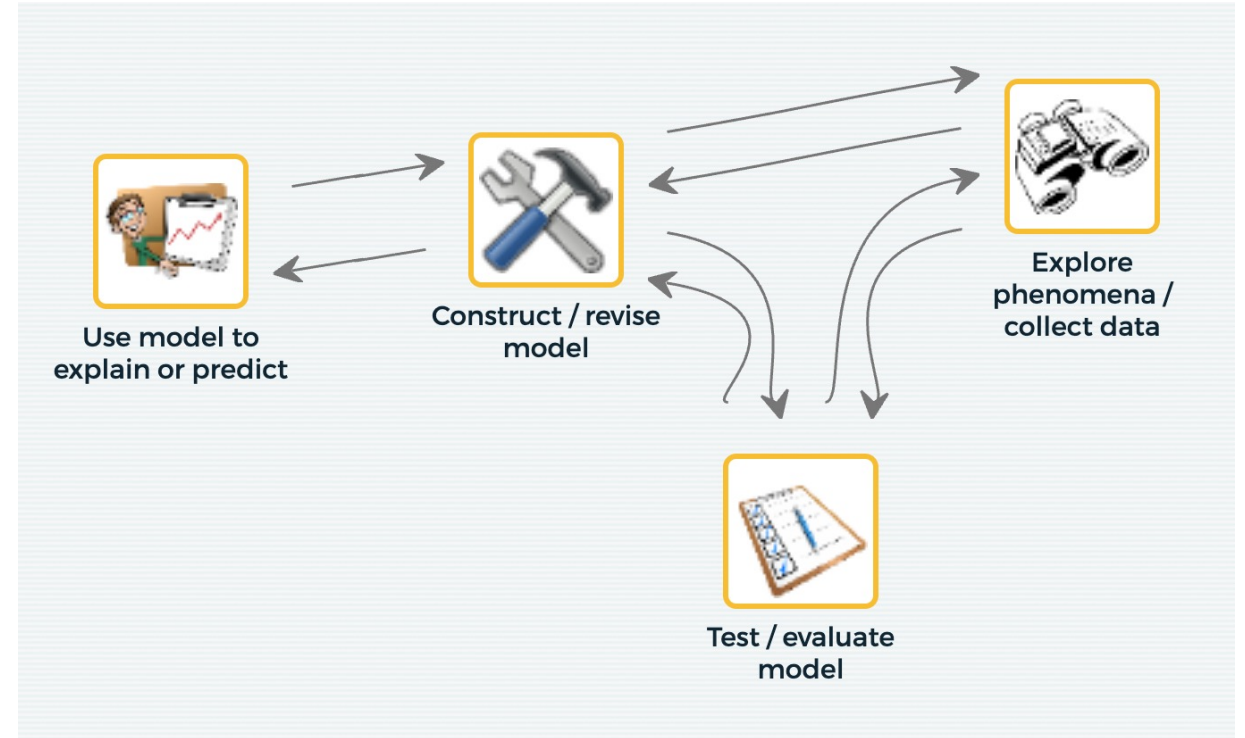 Use model to
explain or predict
Construct / revise
model
Explore
phenomena /
collect data
Test / evaluate
model